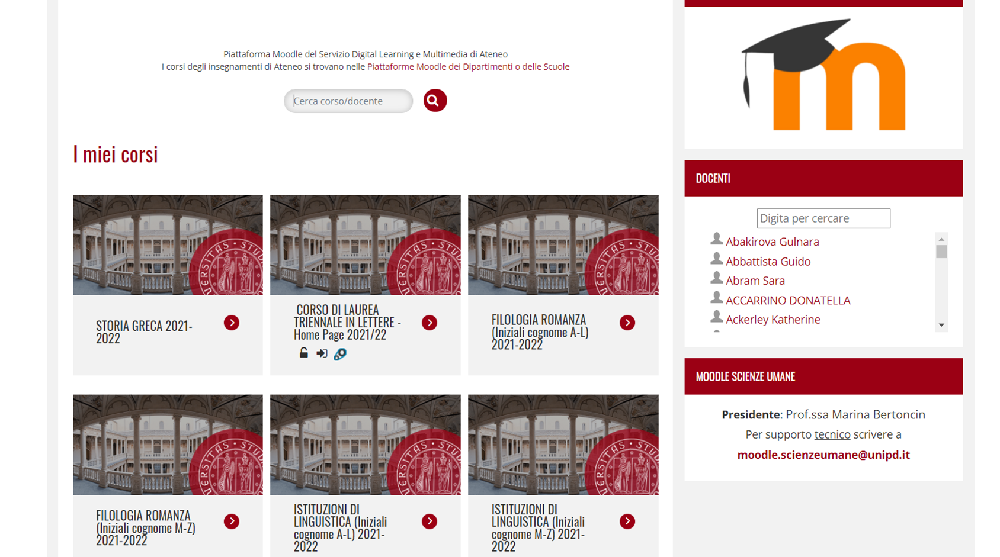 Piattaforma Moodle del Servizio Digital Learning e Multimedia di Ateneo
I corsi degli insegnamenti di Ateneo si trovano nelle Piattaforme Moodle dei Dipartimenti o delle Scuole
Cerca corso/docente
I miei corsi
STORIA GRECA 2021-
2022
CORSO DI LAUREA
TRIENNALE IN LETTERE -
Home Page 2021/22
FILOLOGIA ROMANZA
(Iniziali cognome A-L)
2021-2022
FILOLOGIA ROMANZA
(Iniziali cognome M-Z)
2021-2022
ISTITUZIONI DI
LINGUISTICA (Iniziali
cognome A-L) 2021-
2022
ISTITUZIONI DI
LINGUISTICA (Iniziali
cognome M-Z) 2021-
2022
DOCENTI
Digita per cercare
Abakirova Gulnara
Abbattista Guido
Abram Sara
ACCARRINO DONATELLA
Ackerley Katherine
MOODLE SCIENZE UMANE
Presidente: Prof.ssa Marina Bertoncin
Per supporto tecnico scrivere a
moodle.scienzeumane@unipd.it